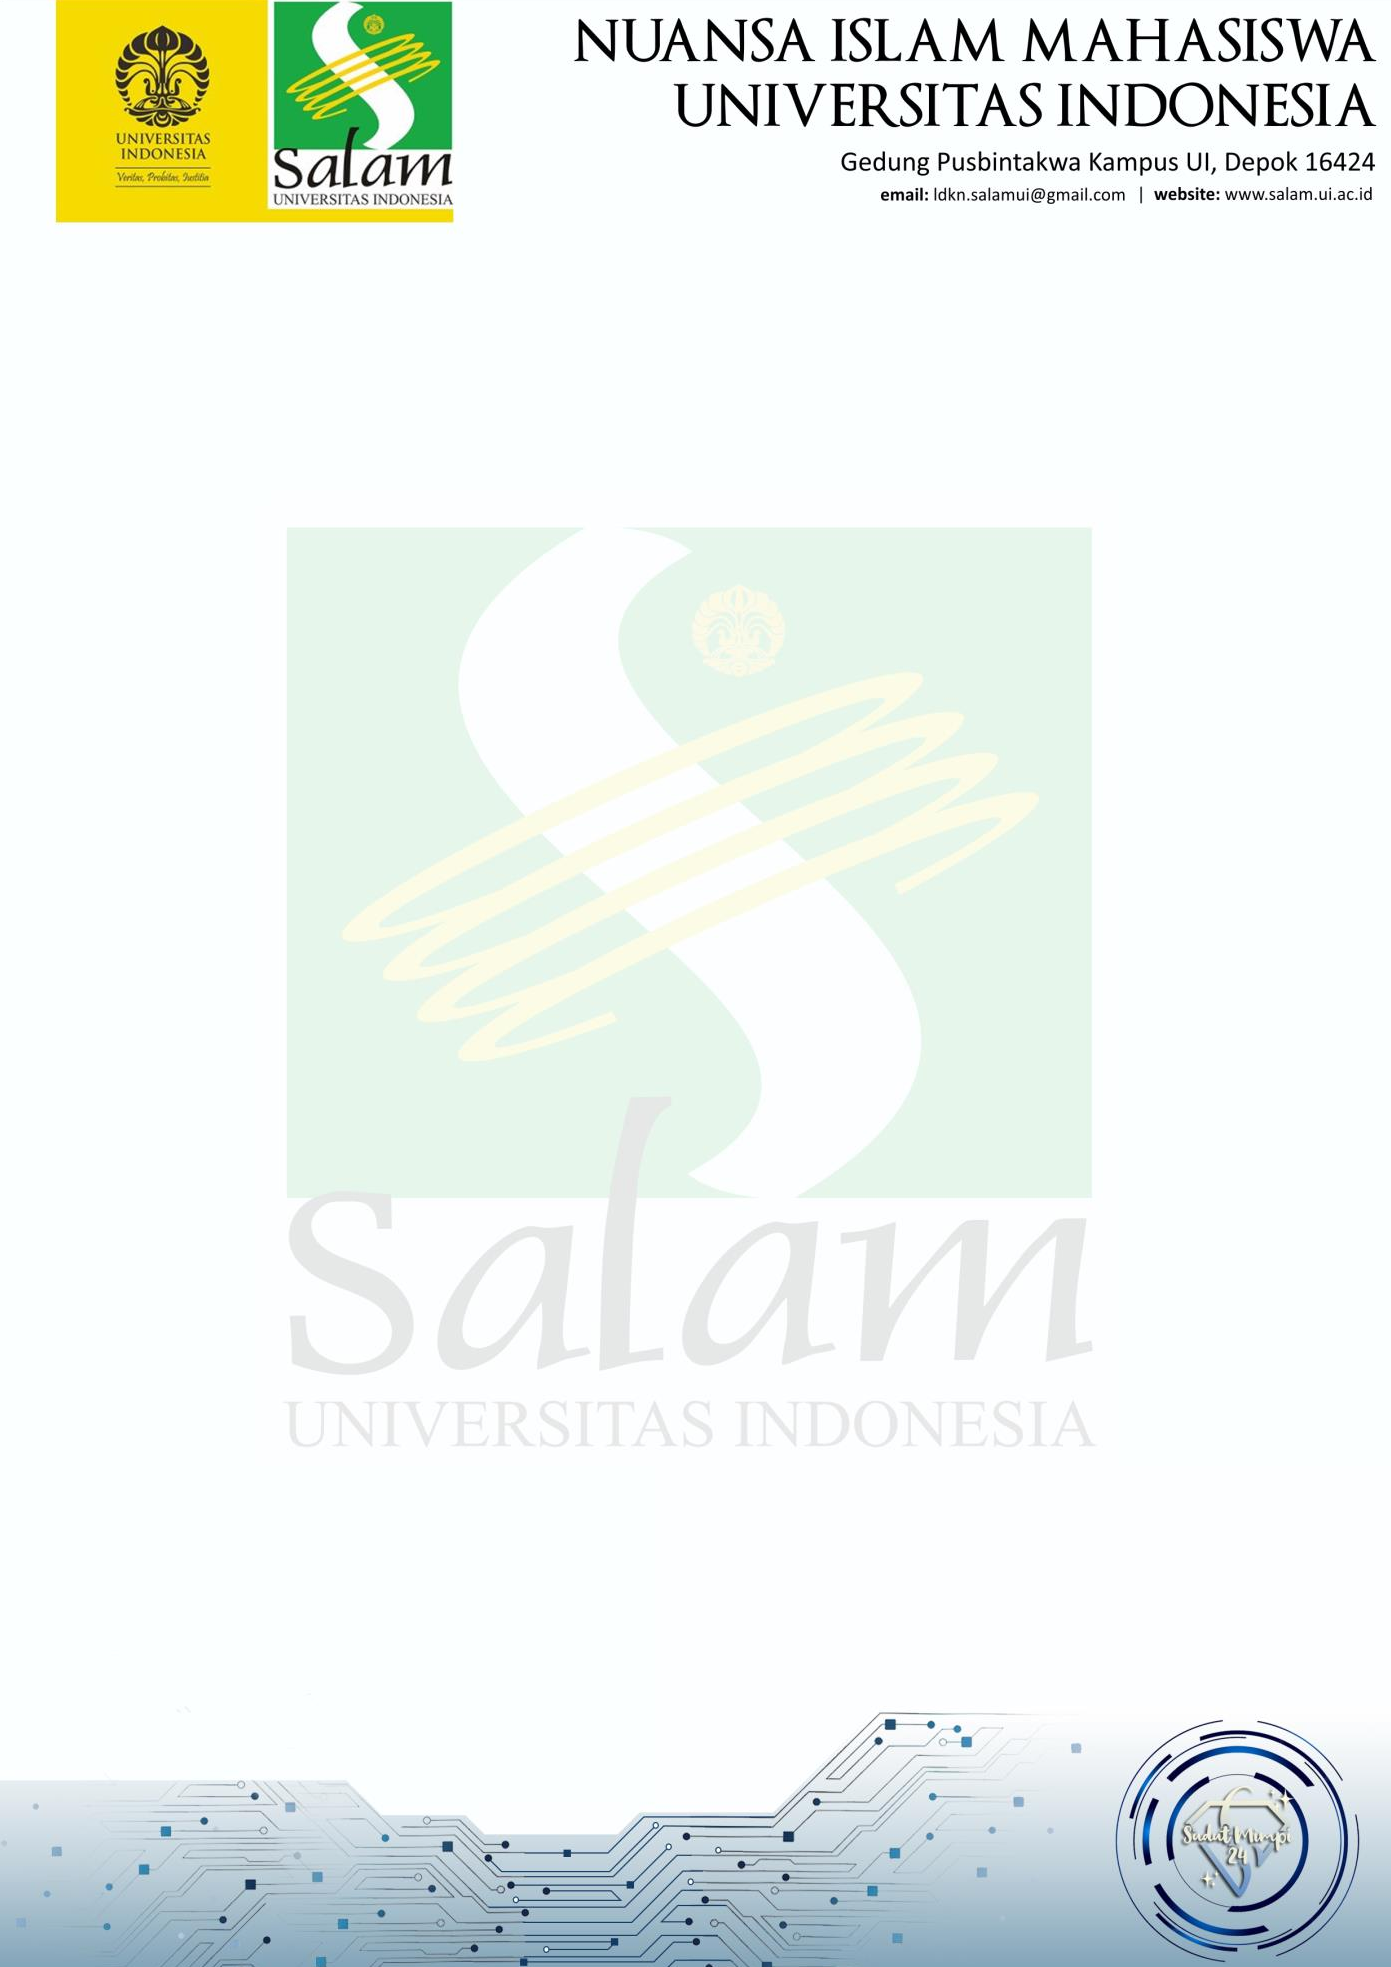 UNIVERSITAS
INDONESIA
Veritas, Probitas, Justitia
Salam
UNIVERSITAS INDONESIA
NUANSA ISLAM MAHASISWA
UNIVERSITAS INDONESIA
Gedung Pusbintakwa Kampus UI, Depok 16424
email: ldkn.salamui@gmail.com | website: www.salam.ui.ac.id
Salam
UNIVERSITAS INDONESIA
Sudut Mimpi
24